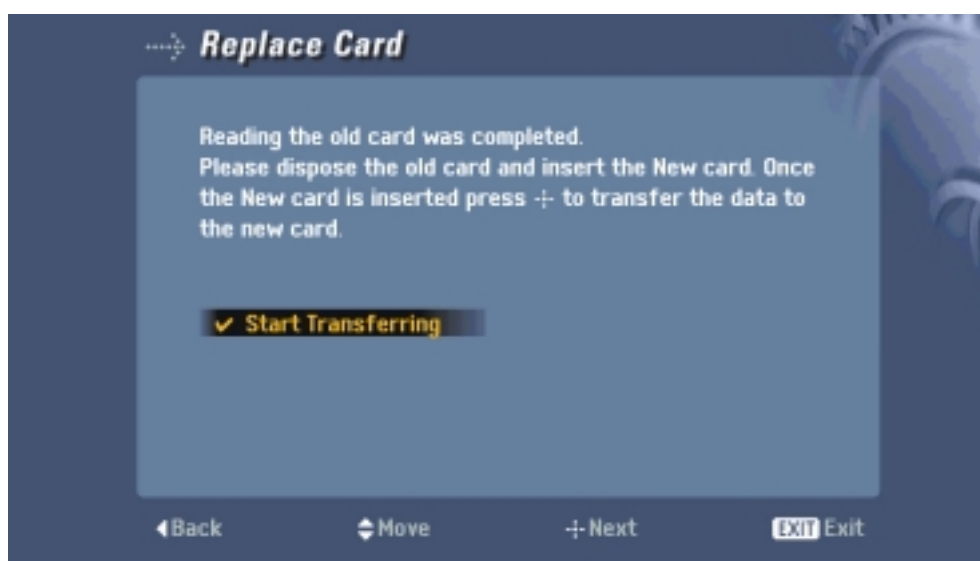 Replace Card
Reading the old card was completed.
Please dispose the old card and insert the New card. Once
the New card is inserted press -¦- to transfer the data to
the new card.
✓ Start Transferring
Back Move Next EXIT Exit